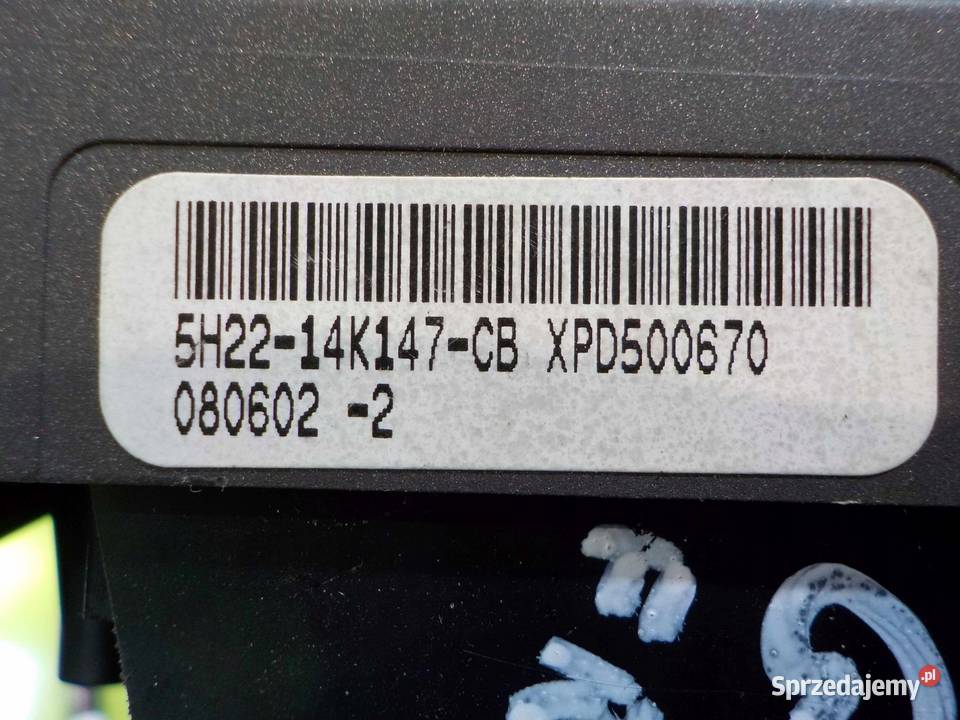 5H22-14K147-CB XPD500670
080602 -2
Sprzedajemy.pl